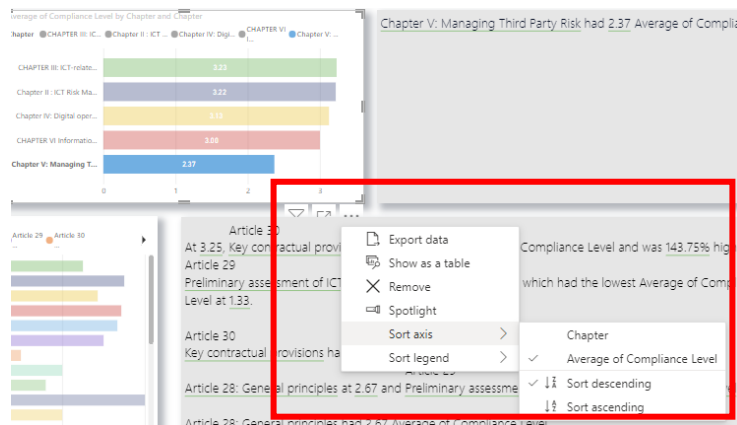 Average of Compliance Level by Chapter and Chapter
Chapter CHAPTER III: IC... Chapter II : ICT ... Chapter IV: Digi... CHAPTER VI: I... Chapter V: ...
CHAPTER III: ICT-relate... 3.23
Chapter II : ICT Risk Ma... 3.22
Chapter IV: Digital oper...
CHAPTER VI Informatio... 3.00
Chapter V: Managing T... 2.37
0 1 2 3
Chapter V: Managing Third Party Risk had 2.37 Average of Complia
Article 29 ... Article 30 ...
Article 30
At 3.25, Key contractual provi
Compliance Level and was 143.75% hig
Article 29
Preliminary assessment of ICT
which had the lowest Average of Comp
Level at 1.33.
Article 30
Key contractual provisions ha
Article 29
Article 28: General principles at 2.67 and Preliminary assessme
Article 28: General principles had 2.67 Average of Compliance Level
Export data
Show as a table
Remove
Spotlight
Sort axis
Sort legend
Chapter
Average of Compliance Level
Sort descending
Sort ascending